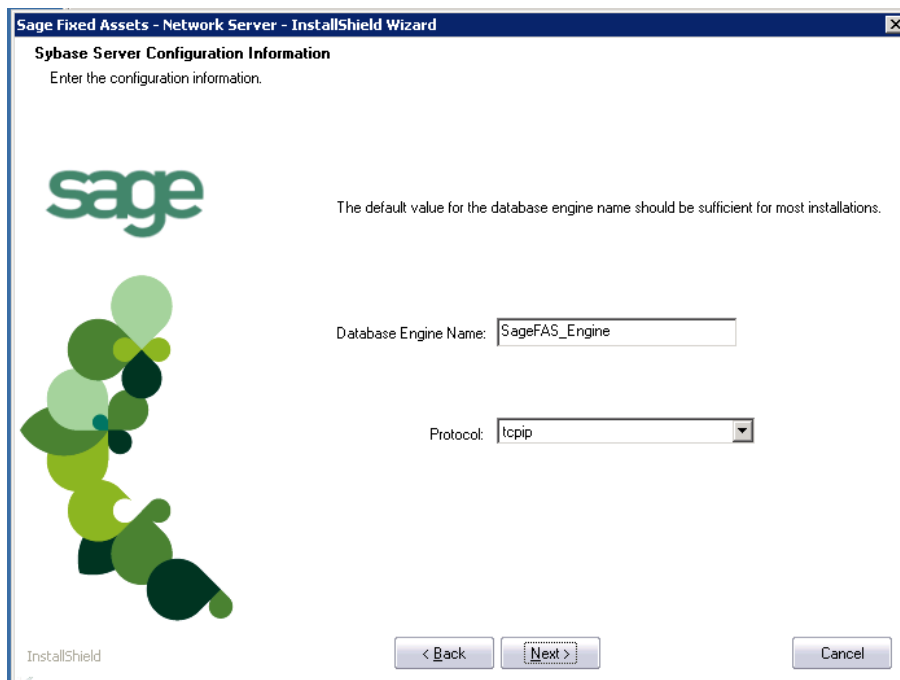 Sage Fixed Assets - Network Server - InstallShield Wizard
Sybase Server Configuration Information
Enter the configuration information.
sage
The default value for the database engine name should be sufficient for most installations.
Database Engine Name: SageFAS_Engine
Protocol: tcpip
InstallShield
< Back Next > Cancel